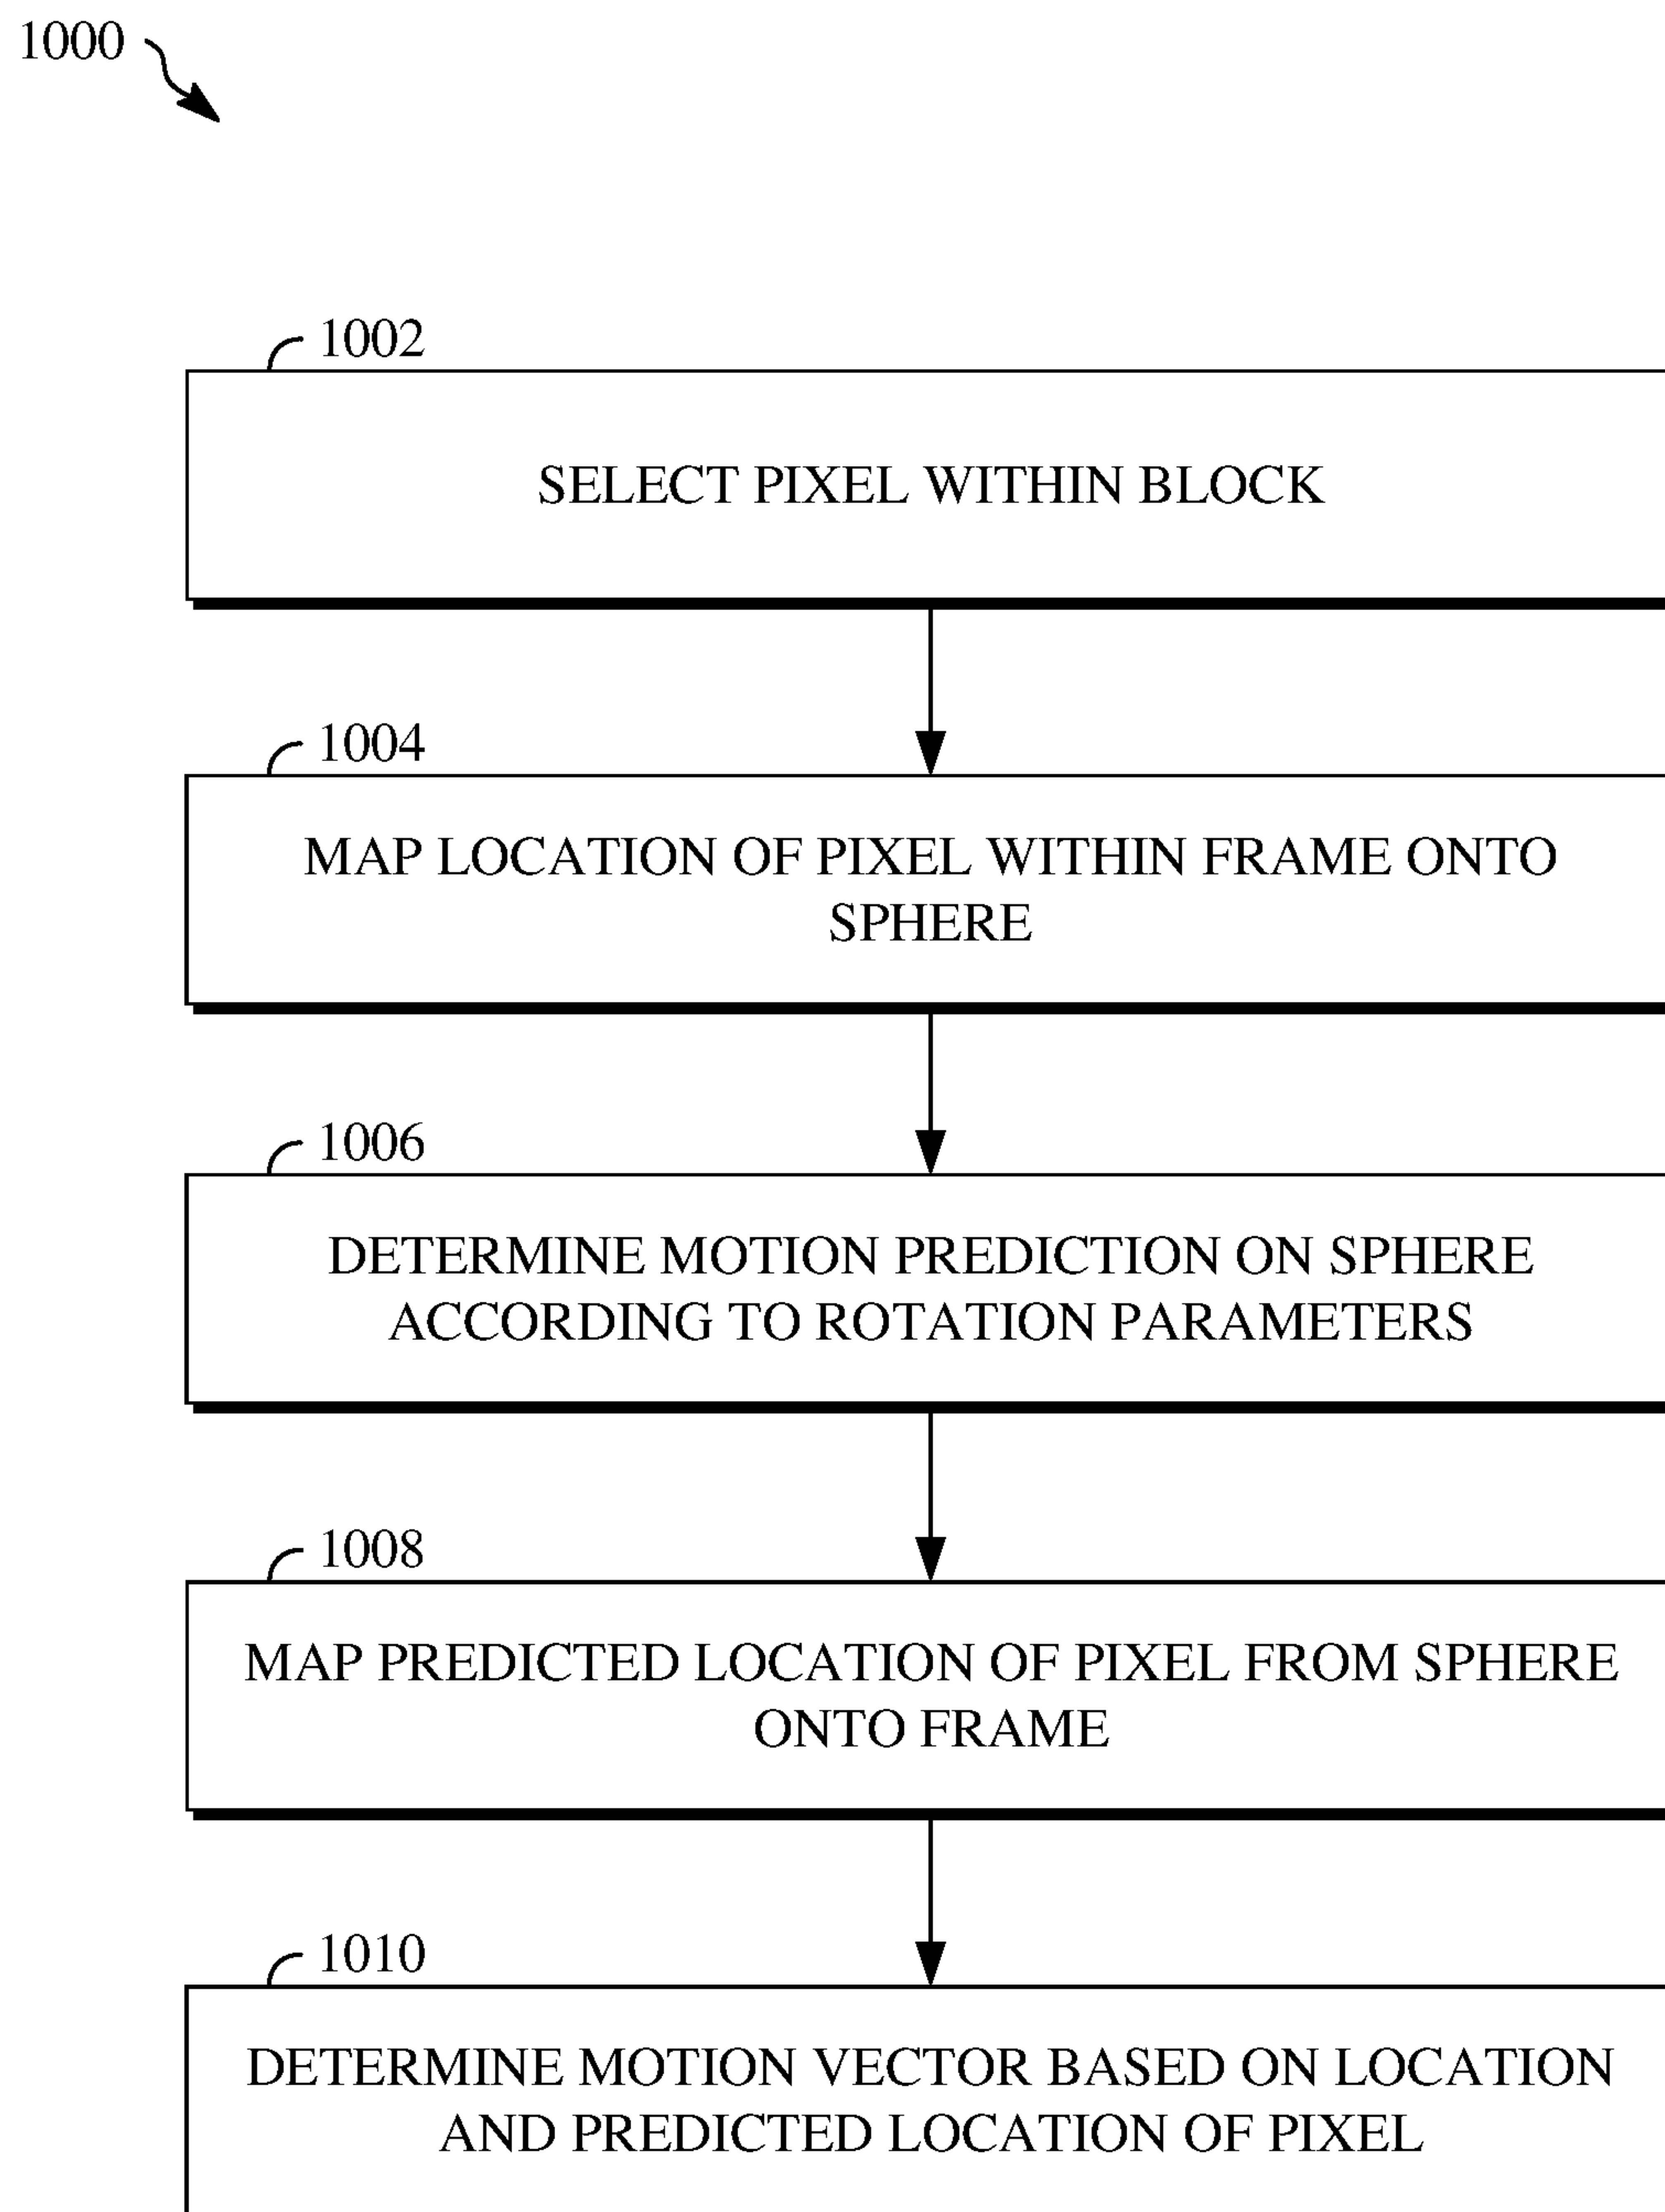 1000
1002
SELECT PIXEL WITHIN BLOCK
1004
MAP LOCATION OF PIXEL WITHIN FRAME ONTO
SPHERE
1006
DETERMINE MOTION PREDICTION ON SPHERE
ACCORDING TO ROTATION PARAMETERS
1008
MAP PREDICTED LOCATION OF PIXEL FROM SPHERE
ONTO FRAME
1010
DETERMINE MOTION VECTOR BASED ON LOCATION
AND PREDICTED LOCATION OF PIXEL